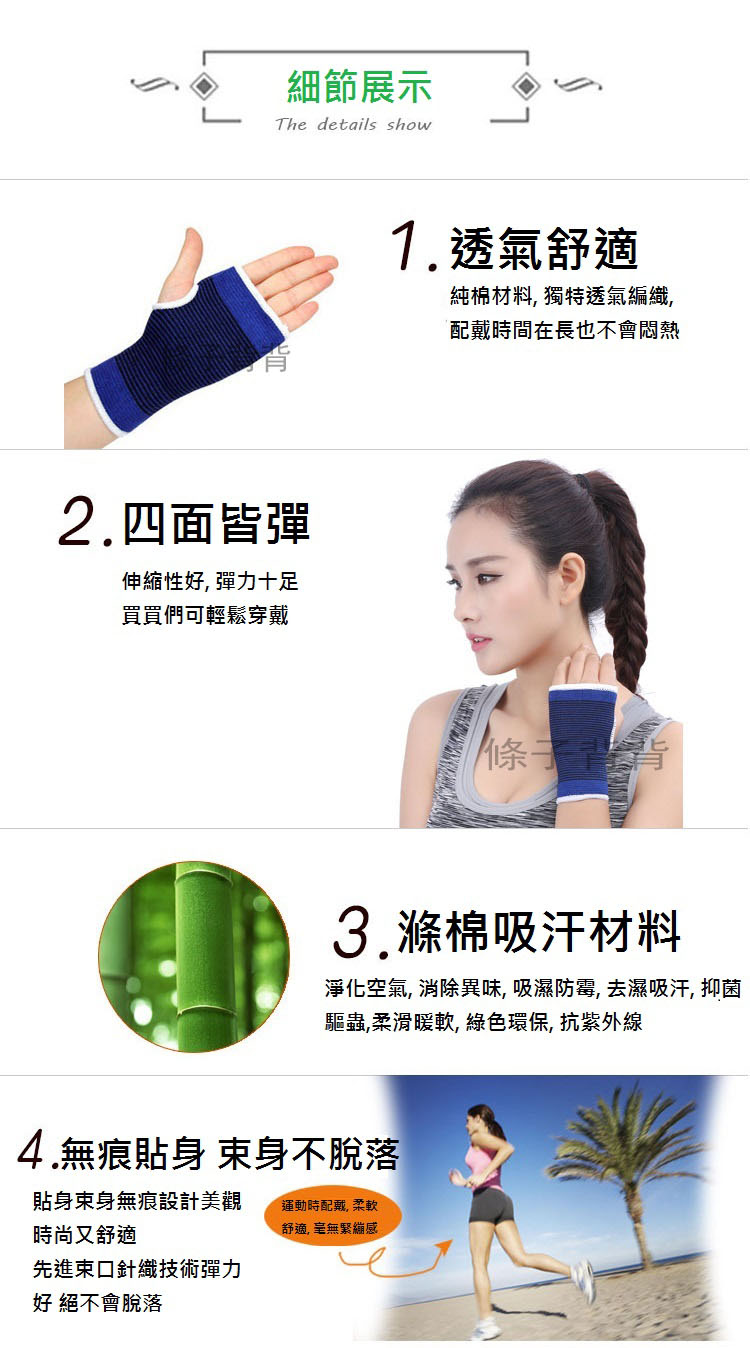 細節展示
The details show
1.透氣舒適
純棉材料, 獨特透氣編織,
配戴時間在長也不會悶熱
條子背背
2.四面皆彈
伸縮性好, 彈力十足
買買們可輕鬆穿戴
條子背背
3.滌棉吸汗材料
淨化空氣, 消除異味, 吸濕防霉, 去濕吸汗, 抑菌
驅蟲,柔滑暖軟, 綠色環保, 抗紫外線
4.無痕貼身 束身不脫落
貼身束身無痕設計美觀
時尚又舒適
先進束口針織技術彈力
好 絕不會脫落
運動時配戴, 柔軟
舒適, 毫無緊繃感